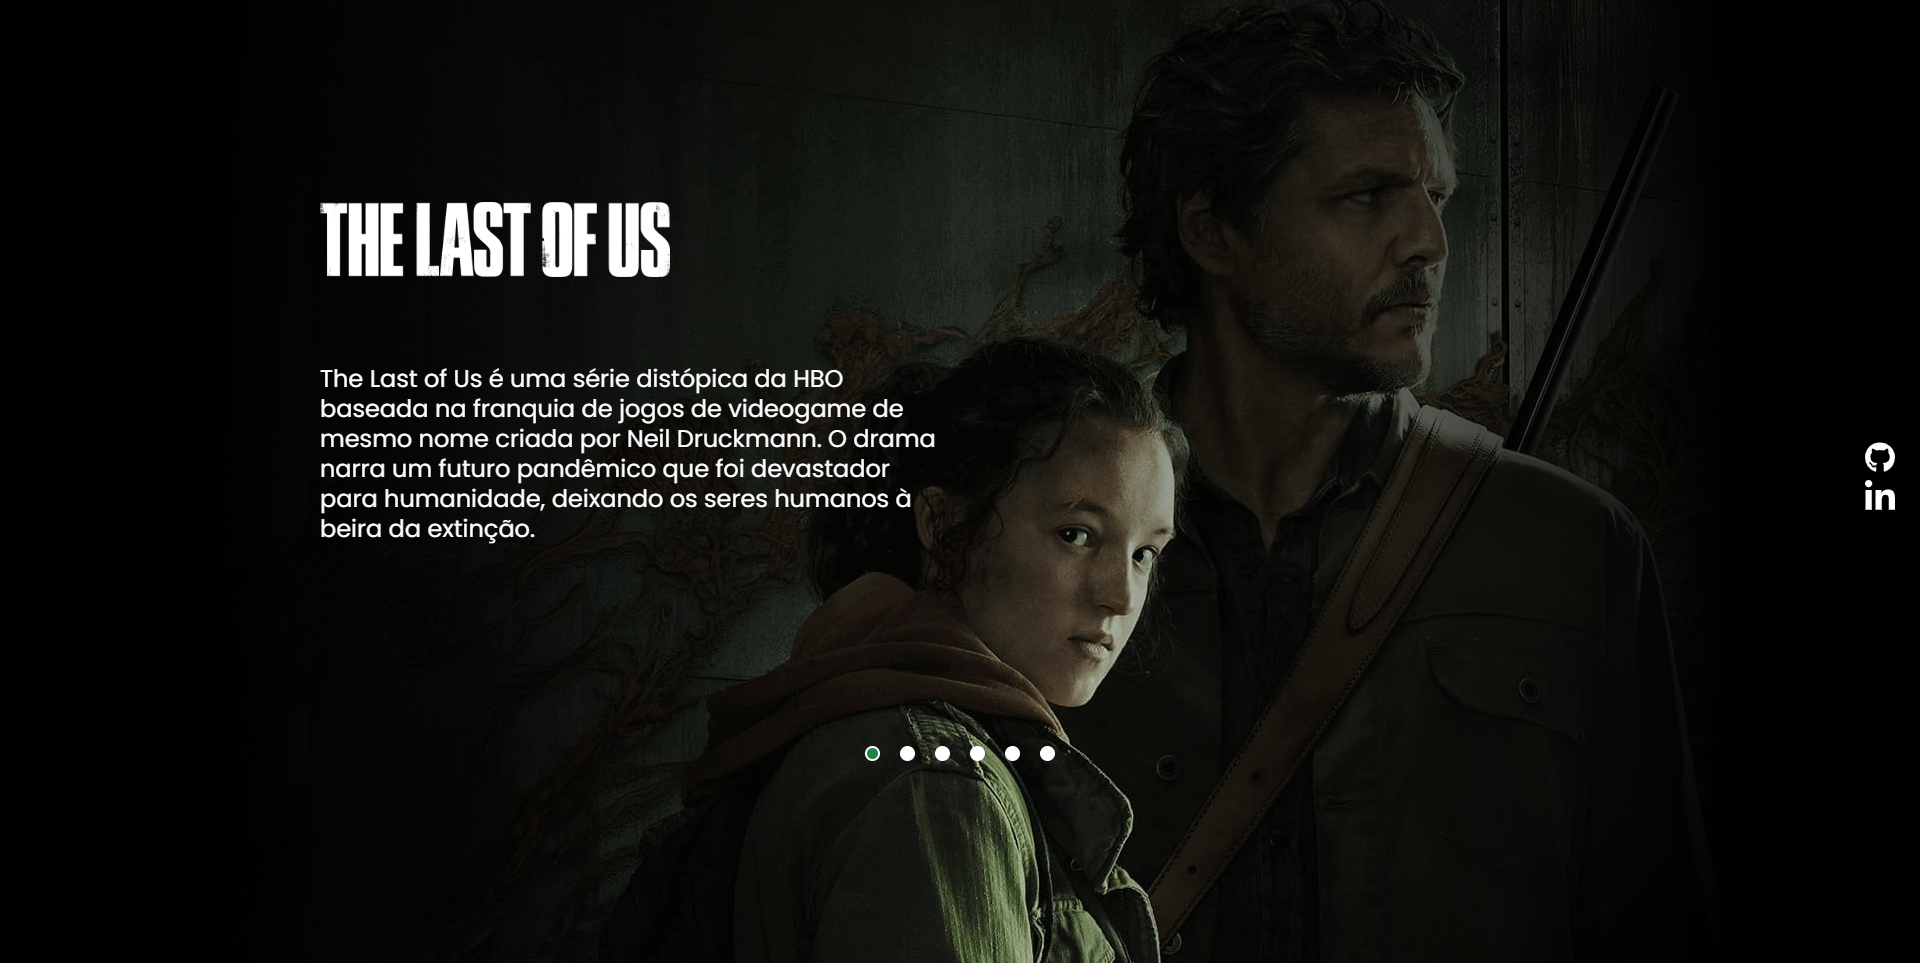 THE LAST OF US
The Last of Us é uma série distópica da HBO
baseada na franquia de jogos de videogame de
mesmo nome criada por Neil Druckmann. O drama
narra um futuro pandêmico que foi devastador
para humanidade, deixando os seres humanos à
beira da extinção.
in